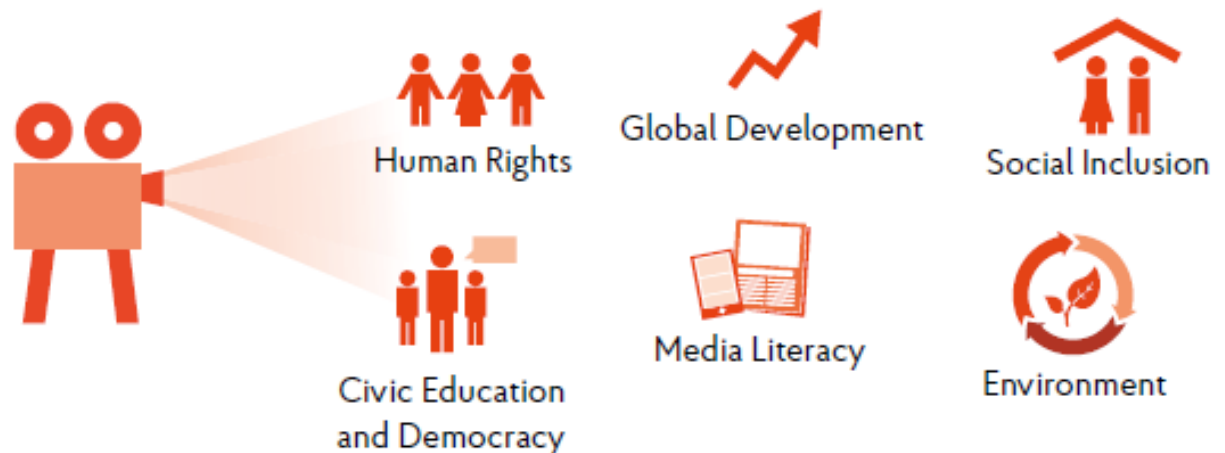 Human Rights
Global Development
Social Inclusion
Civic Education
and Democracy
Media Literacy
Environment